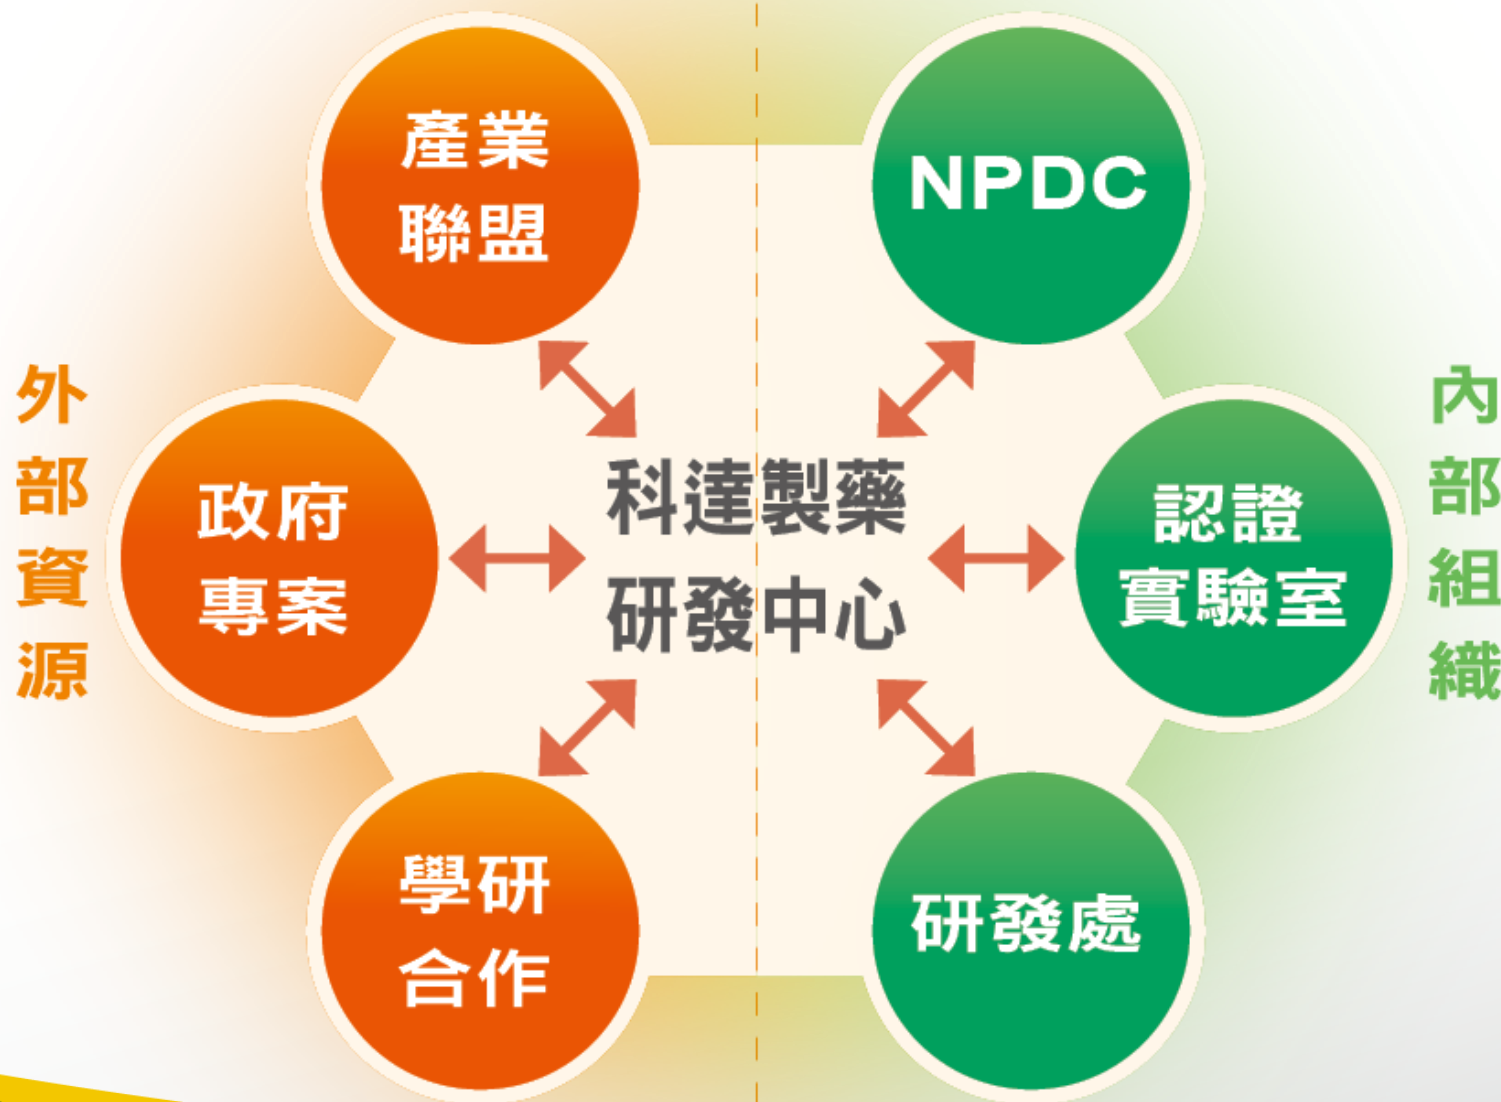 產業
聯盟
NPDC
外部資源
政府
專案
科達製藥
研發中心
認證
實驗室
內部組織
學研
合作
研發處